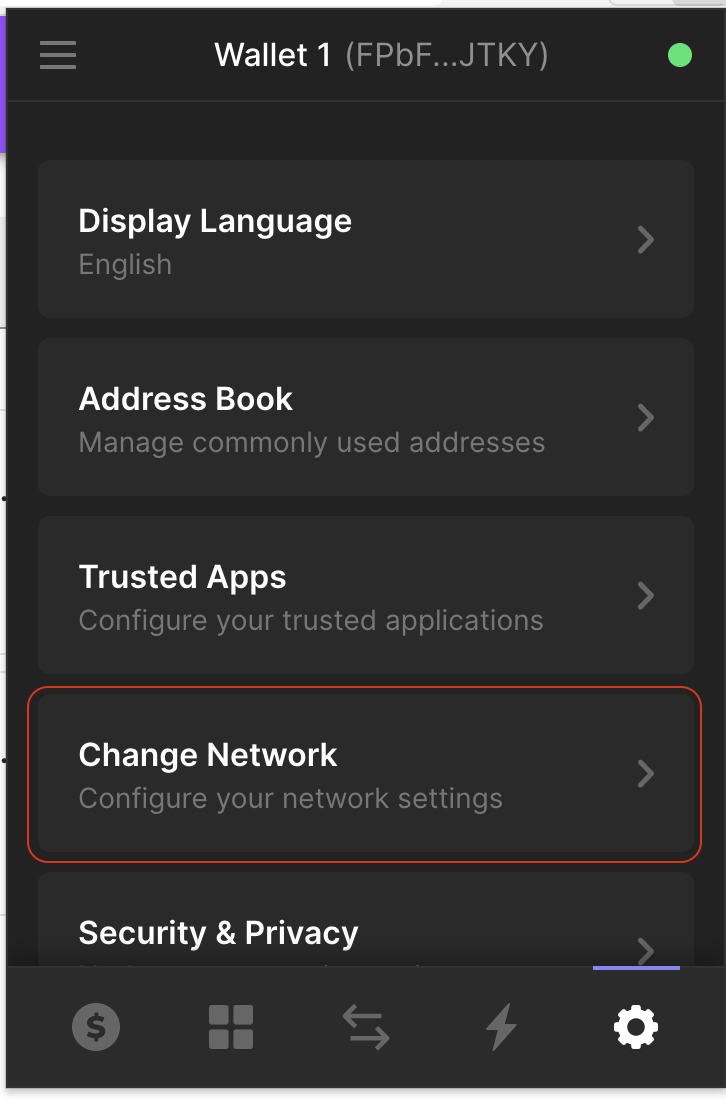 Wallet 1 (FPbF...JTKY)
Display Language
English
Address Book
Manage commonly used addresses
Trusted Apps
Configure your trusted applications
Change Network
Configure your network settings
Security & Privacy
$